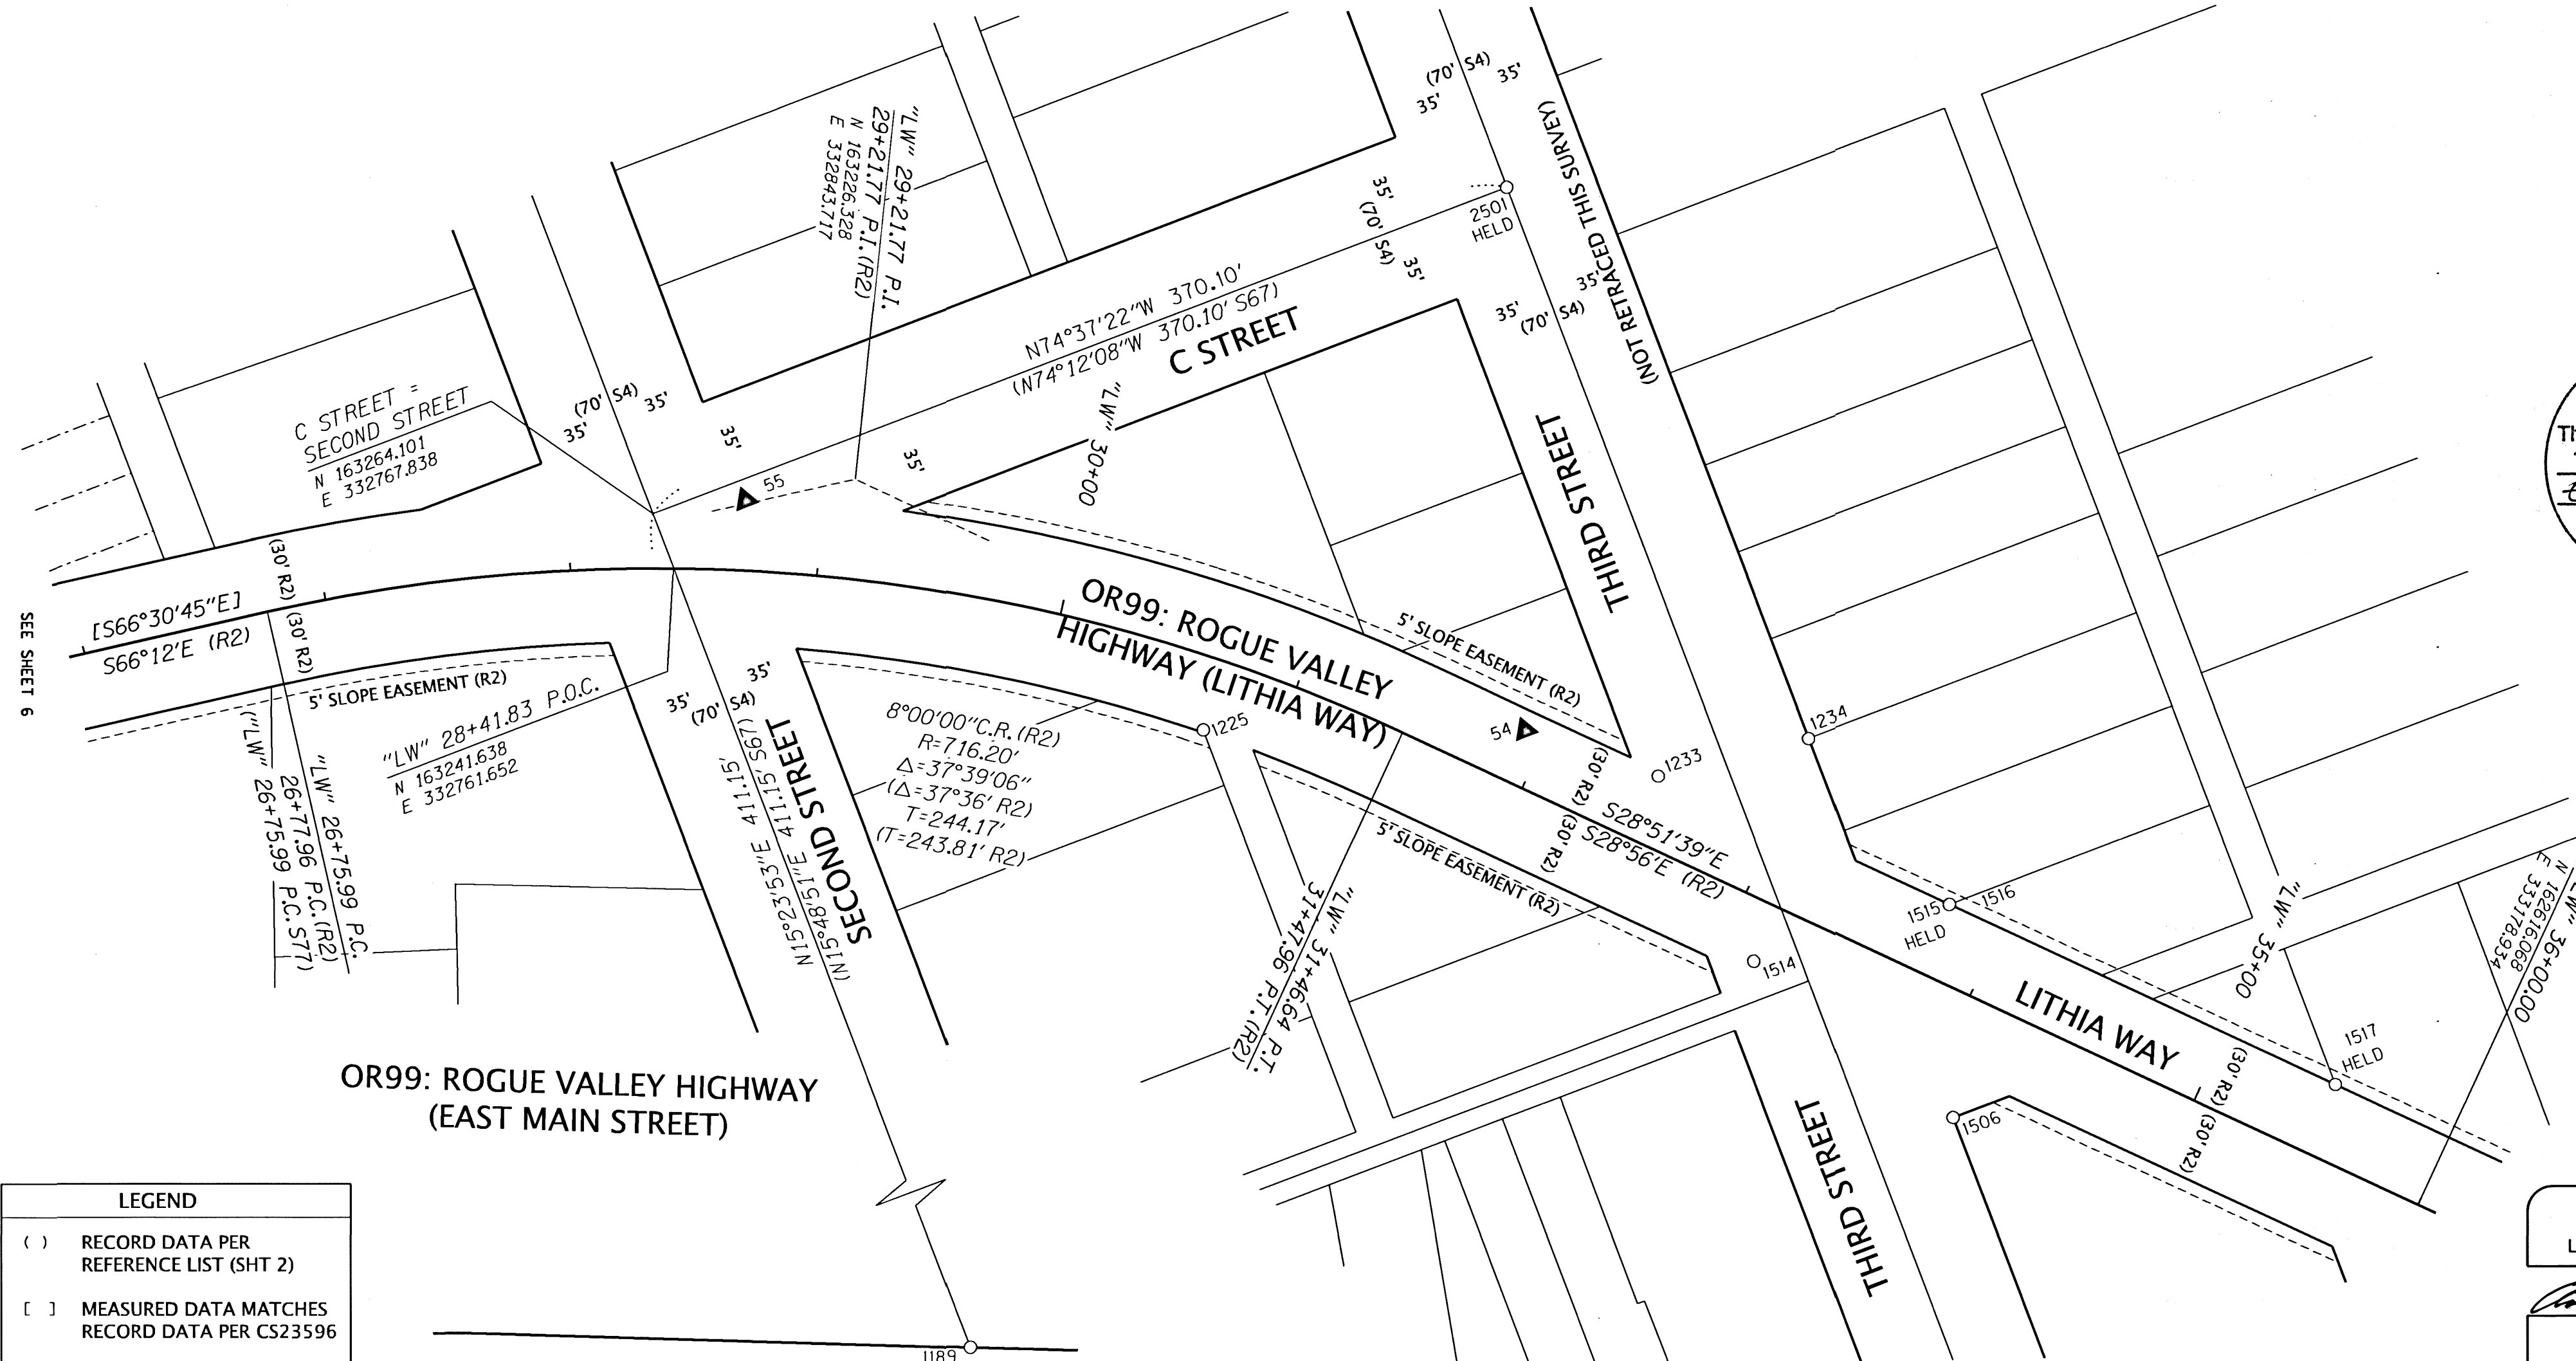 (70' S4)
35'
35'
"LW" 29+21.77 P.I.
29+21.77 P.I.(R2)
N 163226.328
E 332843.717
(NOT RETRACED THIS SURVEY)
35'
(70' S4)
35'
2501
HELD
35'
35'
(70' S4)
N74°37'22"W 370.10'
(N74°12'08"W 370.10' S67)
C STREET
"LW" 30+00
C STREET =
SECOND STREET
N 163264.101
E 332767.838
(70' S4)
35'
35'
35'
35'
55
THIRD STREET
SEE SHEET 6
[S66°30'45"E]
S66°12'E (R2)
(30' R2)
(30' R2)
5' SLOPE EASEMENT (R2)
"LW" 28+41.83 P.O.C.
N 163241.638
E 332761.652
"LW" 26+75.99 P.C.
26+77.96 P.C.(R2)
("LW" 26+75.99 P.C. S77)
35'
35'
(70' S4)
SECOND STREET
(N15°48'51"E 411.15' S67)
N15°23'53"E 411.15'
8°00'00"C.R.(R2)
R=716.20'
Δ=37°39'06"
(Δ=37°36' R2)
T=244.17'
(T=243.81' R2)
1225
OR99: ROGUE VALLEY
HIGHWAY (LITHIA WAY)
5' SLOPE EASEMENT (R2)
54
1233
1234
(30' R2)
(30' R2)
S28°51'39"E
S28°56'E (R2)
5' SLOPE EASEMENT (R2)
"LW" 31+46.64 P.T.
31+47.96 P.T.(R2)
1514
1515
1516
HELD
"LW" 35+00
"LW" 36+00.00
N 162616.068
E 333178.934
LITHIA WAY
1517
HELD
(30' R2)
(30' R2)
1506
THIRD STREET
OR99: ROGUE VALLEY HIGHWAY
(EAST MAIN STREET)
1189
LEGEND
( ) RECORD DATA PER
REFERENCE LIST (SHT 2)
[ ] MEASURED DATA MATCHES
RECORD DATA PER CS23596